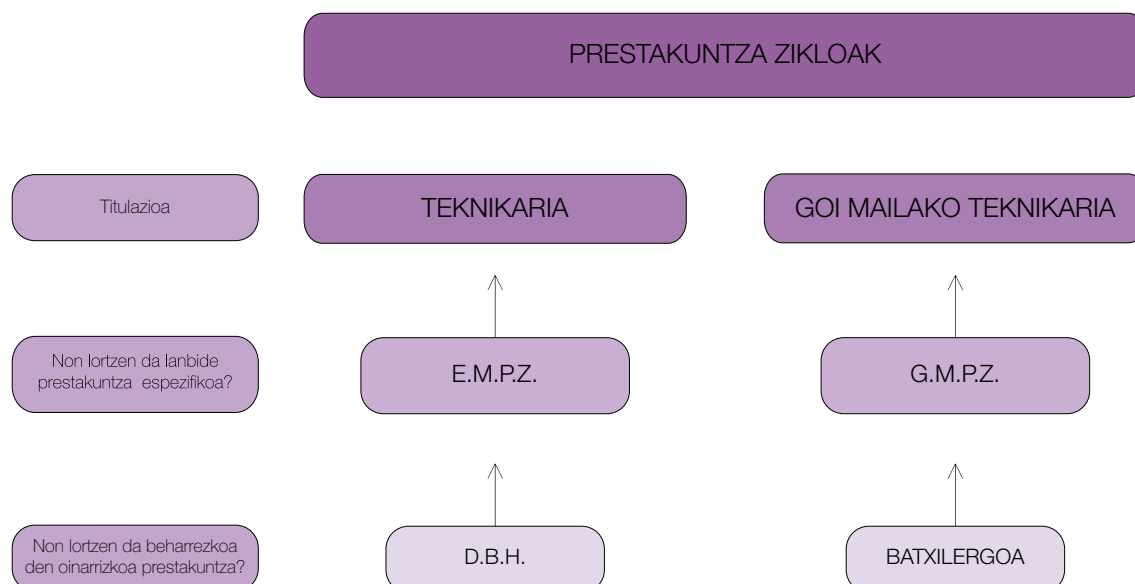 PRESTAKUNTZA ZIKLOAK
Titulazioa
TEKNIKARIA
GOI MAILAKO TEKNIKARIA
Non lortzen da lanbide
prestakuntza espezifikoa?
E.M.P.Z.
G.M.P.Z.
Non lortzen da beharrezkoa
den oinarrizkoa prestakuntza?
D.B.H.
BATXILERGOA